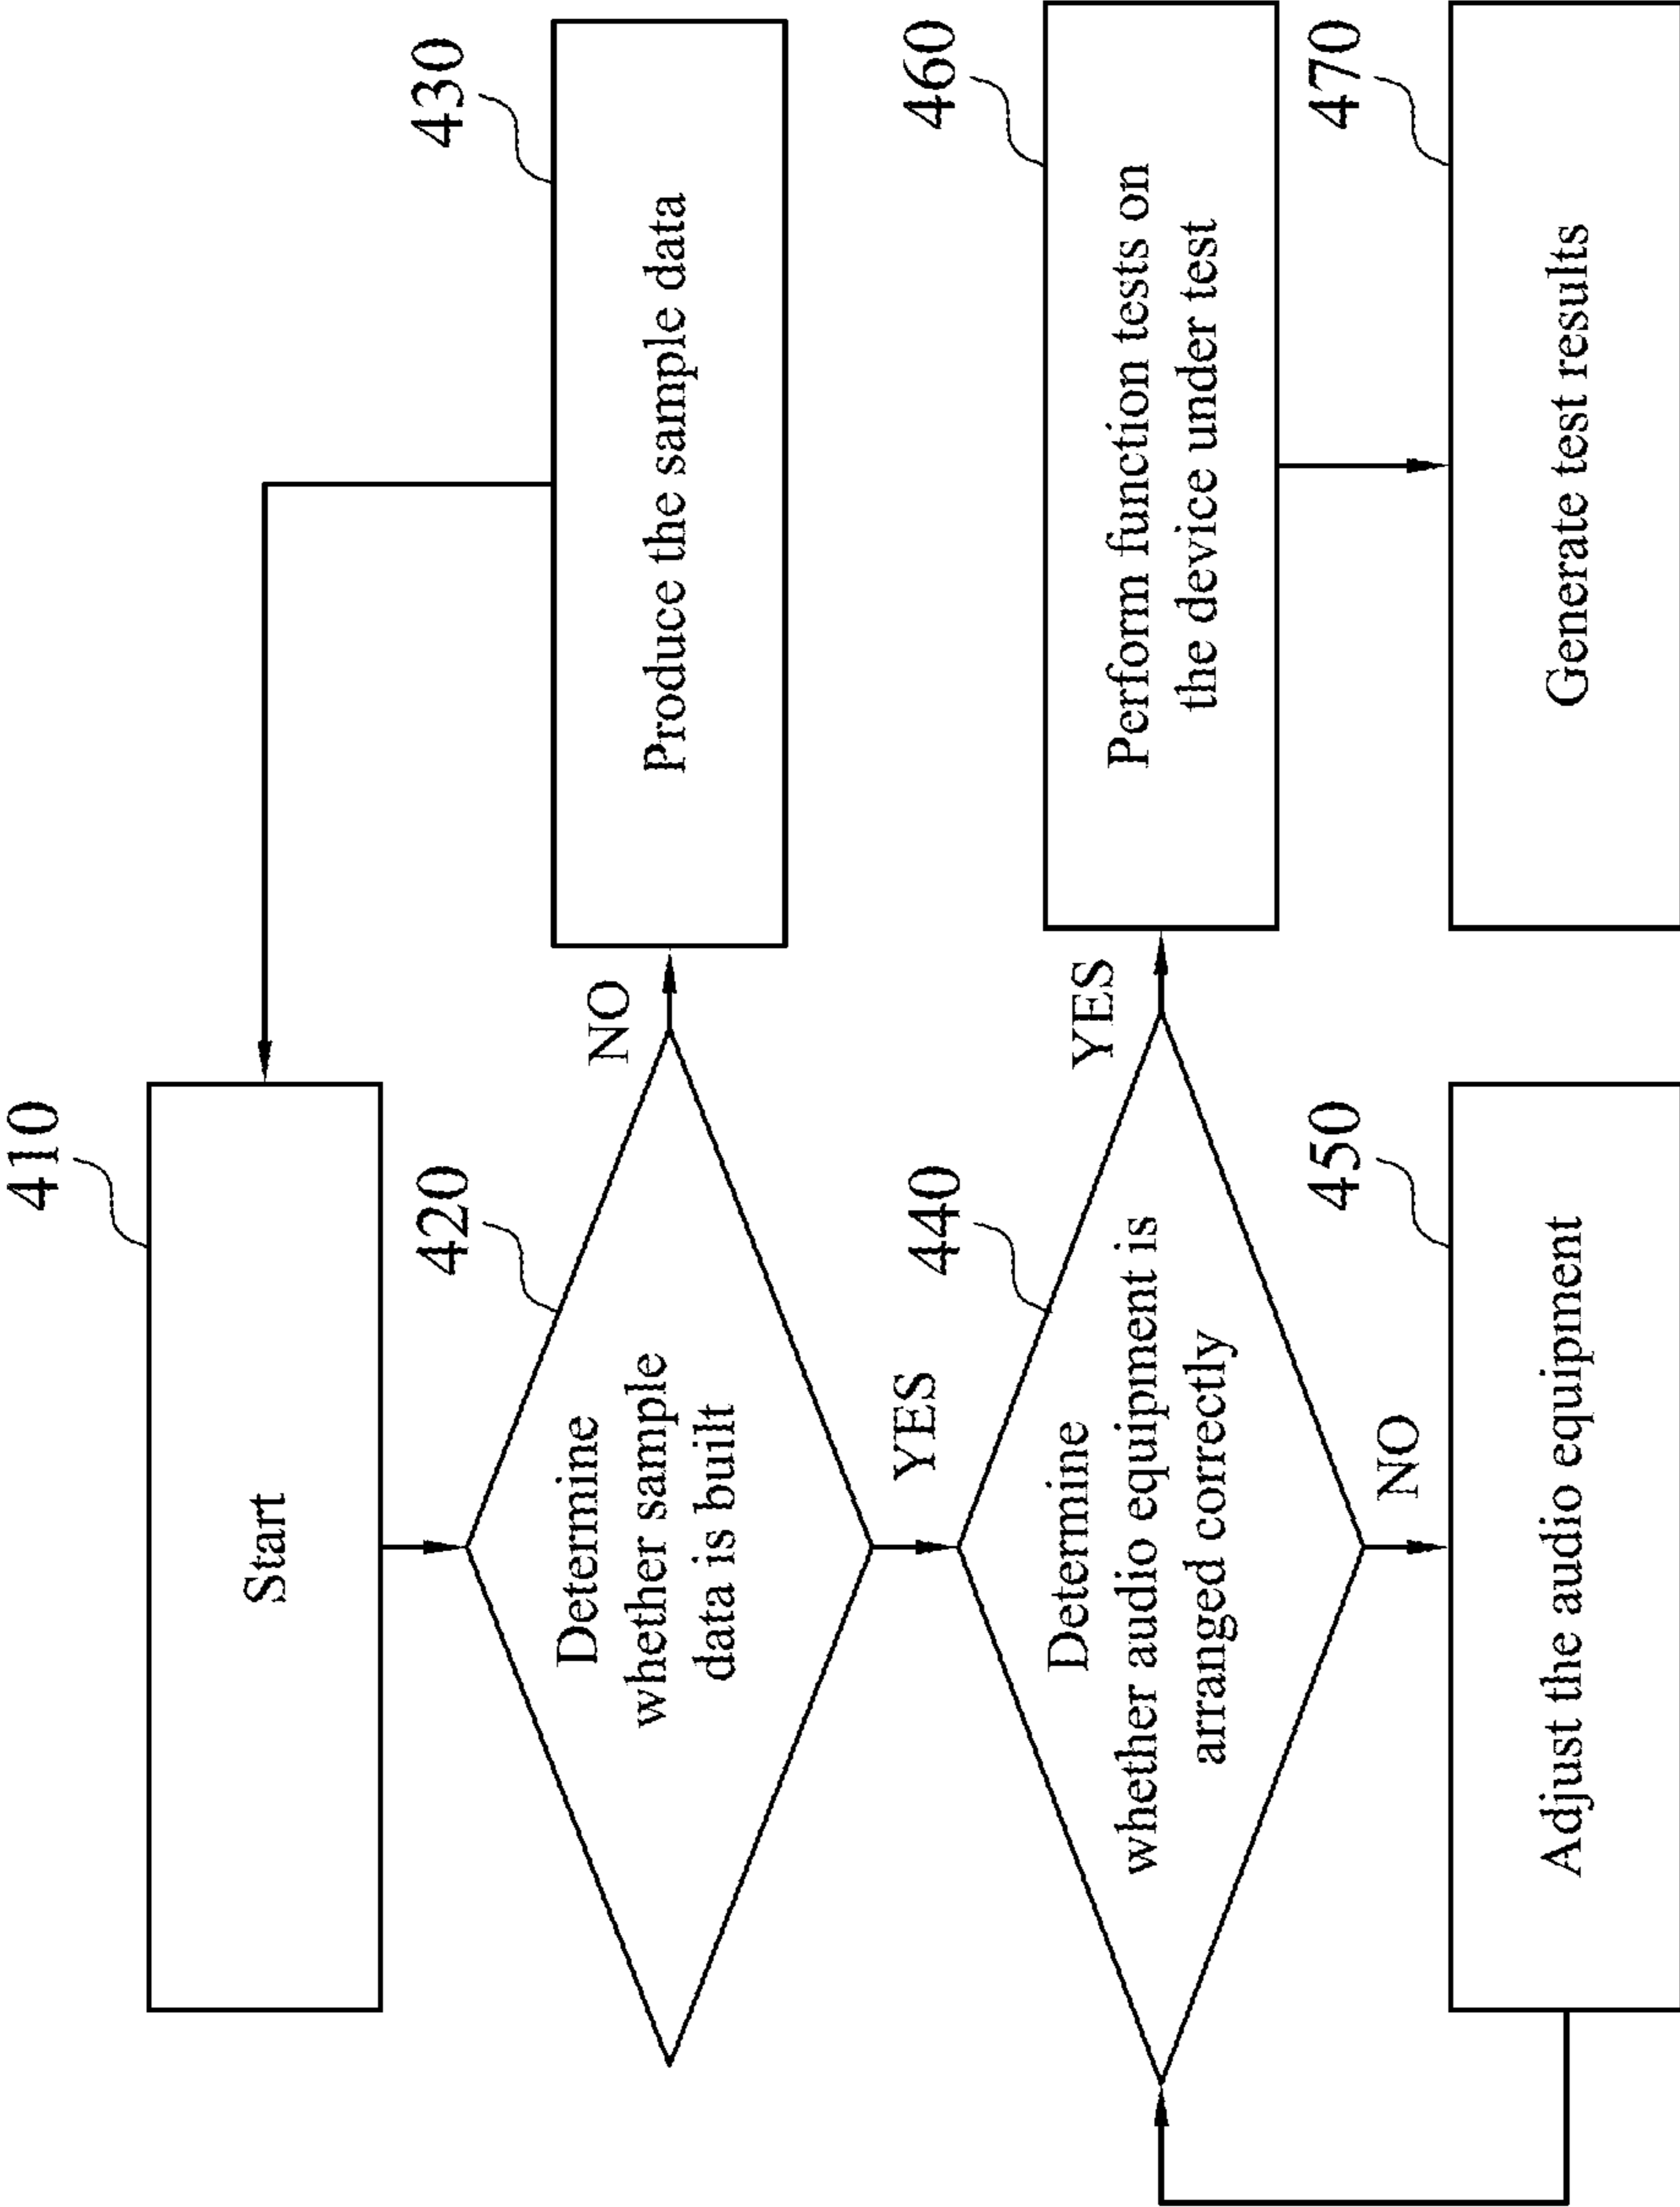 410
Start
420
Determine
whether sample
data is built
NO
430
Produce the sample data
YES
440
Determine
whether audio equipment is
arranged correctly
YES
460
Perform function tests on
the device under test
NO
450
Adjust the audio equipment
470
Generate test results